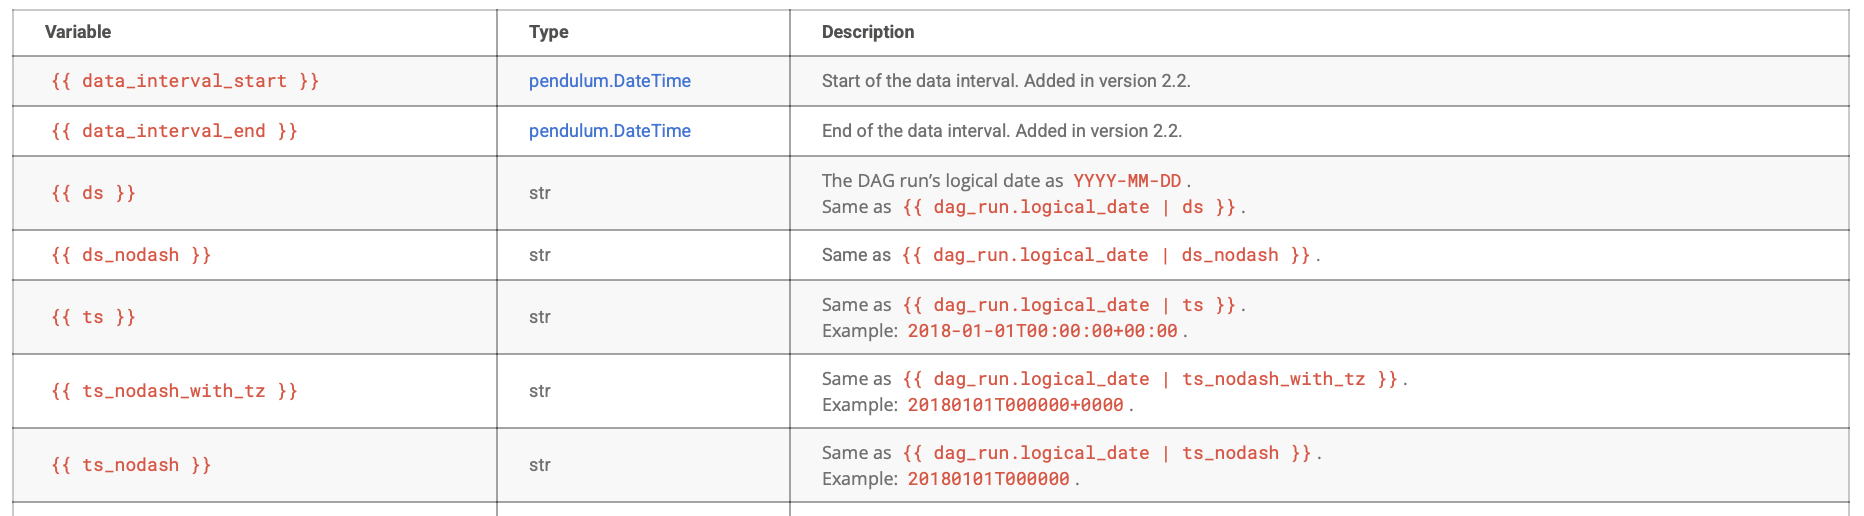 Variable Type Description
{{ data_interval_start }} pendulum.DateTime Start of the data interval. Added in version 2.2.
{{ data_interval_end }} pendulum.DateTime End of the data interval. Added in version 2.2.
{{ ds }} str The DAG run’s logical date as YYYY-MM-DD .
Same as {{ dag_run.logical_date | ds }} .
{{ ds_nodash }} str Same as {{ dag_run.logical_date | ds_nodash }} .
{{ ts }} str Same as {{ dag_run.logical_date | ts }} .
Example: 2018-01-01T00:00:00+00:00 .
{{ ts_nodash_with_tz }} str Same as {{ dag_run.logical_date | ts_nodash_with_tz }} .
Example: 20180101T000000+0000 .
{{ ts_nodash }} str Same as {{ dag_run.logical_date | ts_nodash }} .
Example: 20180101T000000 .